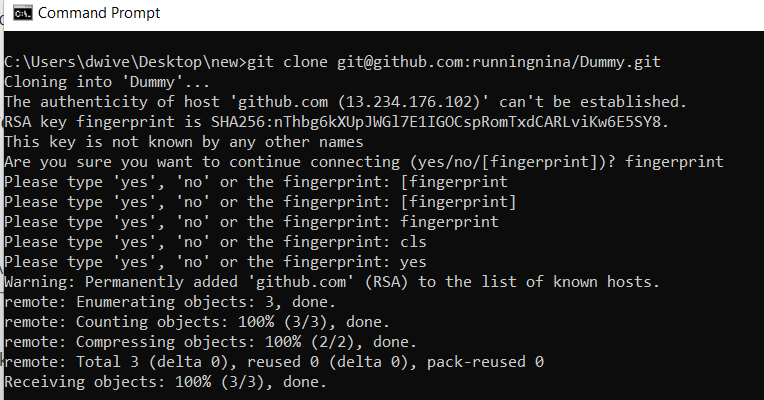 Command Prompt
C:\Users\dwive\Desktop\new>git clone git@github.com:runningnina/Dummy.git
Cloning into 'Dummy'...
The authenticity of host 'github.com (13.234.176.102)' can't be established.
RSA key fingerprint is SHA256:nThbg6kXUpJWGl7E1IGOCspRomTxdCARLviKw6E5SY8.
This key is not known by any other names
Are you sure you want to continue connecting (yes/no/[fingerprint])? fingerprint
Please type 'yes', 'no' or the fingerprint: [fingerprint
Please type 'yes', 'no' or the fingerprint: [fingerprint]
Please type 'yes', 'no' or the fingerprint: fingerprint
Please type 'yes', 'no' or the fingerprint: cls
Please type 'yes', 'no' or the fingerprint: yes
Warning: Permanently added 'github.com' (RSA) to the list of known hosts.
remote: Enumerating objects: 3, done.
remote: Counting objects: 100% (3/3), done.
remote: Compressing objects: 100% (2/2), done.
remote: Total 3 (delta 0), reused 0 (delta 0), pack-reused 0
Receiving objects: 100% (3/3), done.